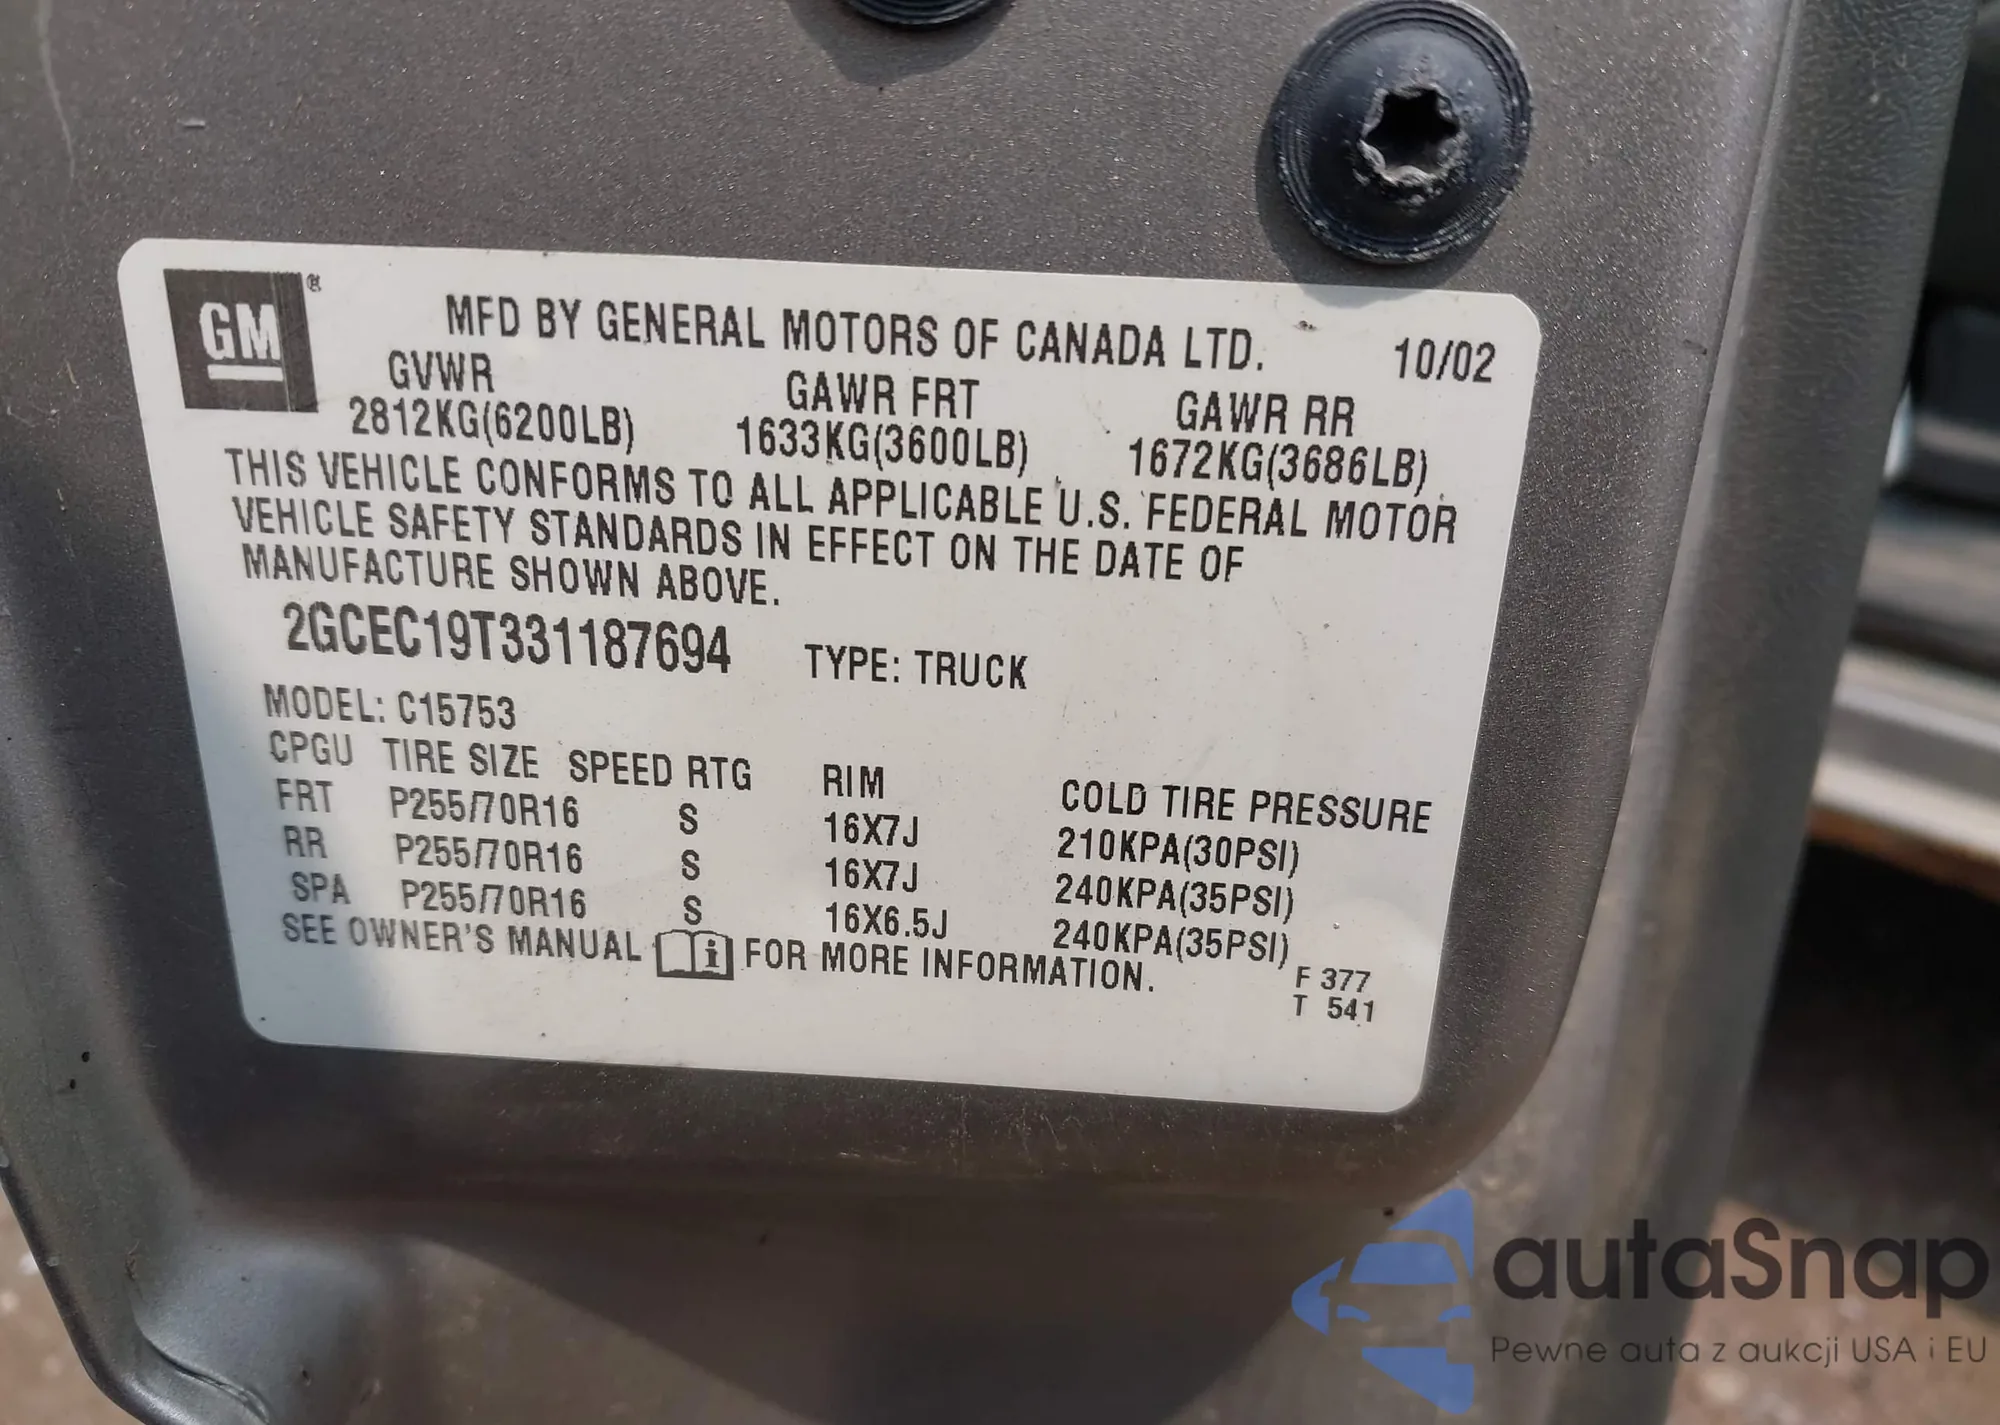 GM®
MFD BY GENERAL MOTORS OF CANADA LTD. 10/02
GVWR GAWR FRT GAWR RR
2812KG(6200LB) 1633KG(3600LB) 1672KG(3686LB)
THIS VEHICLE CONFORMS TO ALL APPLICABLE U.S. FEDERAL MOTOR
VEHICLE SAFETY STANDARDS IN EFFECT ON THE DATE OF
MANUFACTURE SHOWN ABOVE.
2GCEC19T331187694 TYPE: TRUCK
MODEL: C15753
CPGU TIRE SIZE SPEED RTG RIM COLD TIRE PRESSURE
FRT P255/70R16 S 16X7J 210KPA(30PSI)
RR P255/70R16 S 16X7J 240KPA(35PSI)
SPA P255/70R16 S 16X6.5J 240KPA(35PSI)
SEE OWNER'S MANUAL i FOR MORE INFORMATION.
F 377
T 541
autaSnap
Pewne auta z aukcji USA i EU